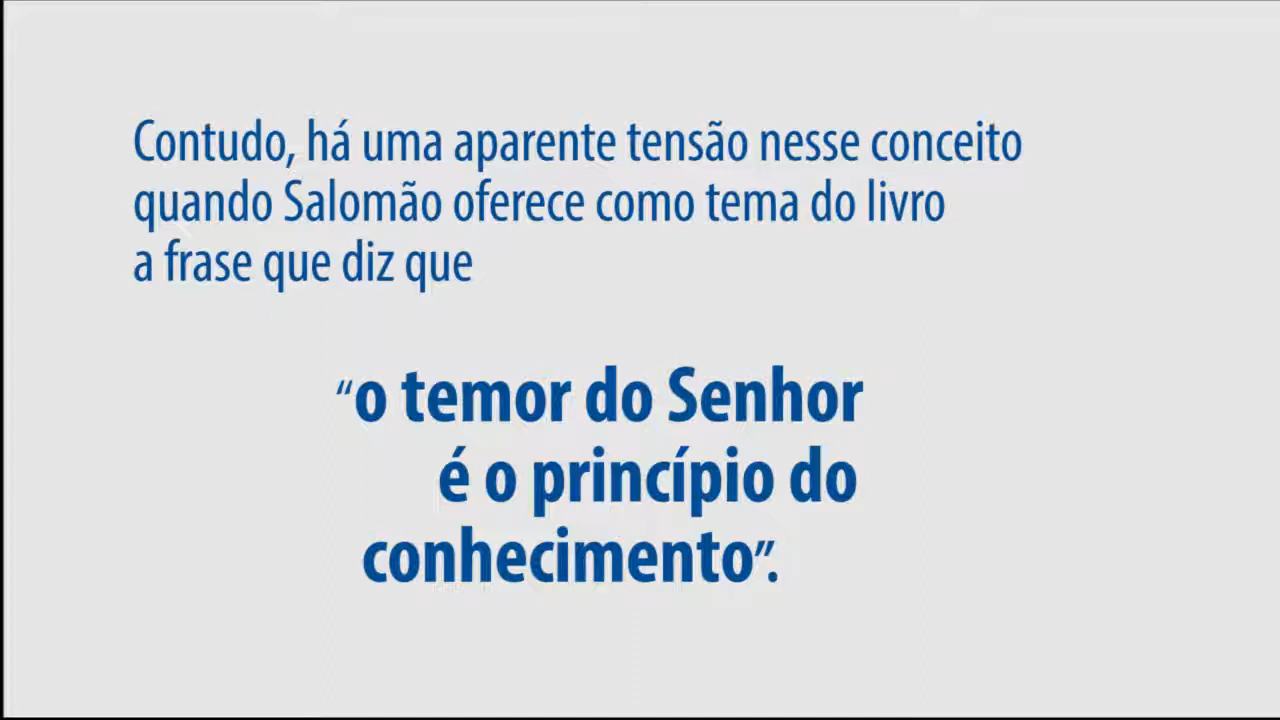 Contudo, há uma aparente tensão nesse conceito
quando Salomão oferece como tema do livro
a frase que diz que
“o temor do Senhor
é o princípio do
conhecimento”.